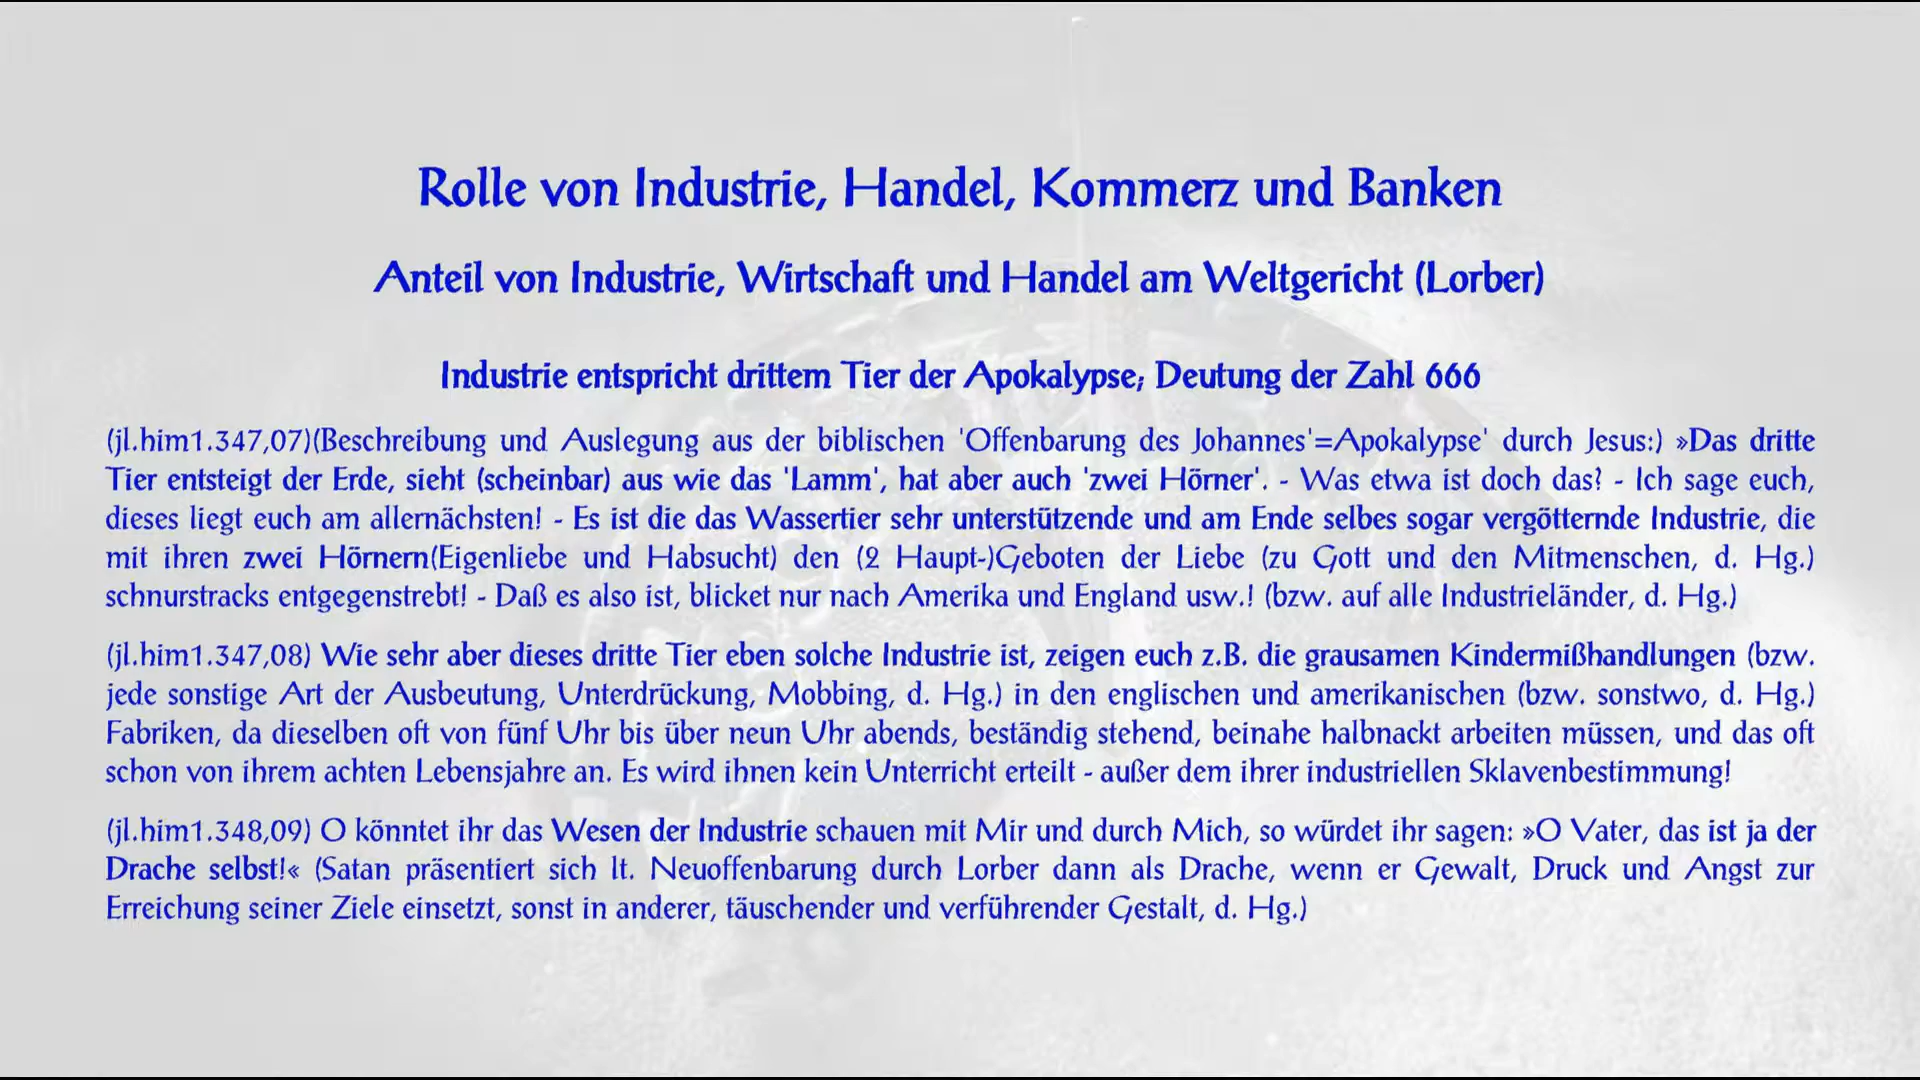 Rolle von Industrie, Handel, Kommerz und Banken
Anteil von Industrie, Wirtschaft und Handel am Weltgericht (Lorber)
Industrie entspricht drittem Tier der Apokalypse; Deutung der Zahl 666
(jl.him1.347,07)(Beschreibung und Auslegung aus der biblischen 'Offenbarung des Johannes'=Apokalypse' durch Jesus:) »Das dritte
Tier entsteigt der Erde, sieht (scheinbar) aus wie das 'Lamm', hat aber auch 'zwei Hörner'. - Was etwa ist doch das? - Ich sage euch,
dieses liegt euch am allernächsten! - Es ist die das Wassertier sehr unterstützende und am Ende selbes sogar vergötternde Industrie, die
mit ihren zwei Hörnern(Eigenliebe und Habsucht) den (2 Haupt-)Geboten der Liebe (zu Gott und den Mitmenschen, d. Hg.)
schnurstracks entgegenstrebt! - Daß es also ist, blicket nur nach Amerika und England usw.! (bzw. auf alle Industrieländer, d. Hg.)
(jl.him1.347,08) Wie sehr aber dieses dritte Tier eben solche Industrie ist, zeigen euch z.B. die grausamen Kindermißhandlungen (bzw.
jede sonstige Art der Ausbeutung, Unterdrückung, Mobbing, d. Hg.) in den englischen und amerikanischen (bzw. sonstwo, d. Hg.)
Fabriken, da dieselben oft von fünf Uhr bis über neun Uhr abends, beständig stehend, beinahe halbnackt arbeiten müssen, und das oft
schon von ihrem achten Lebensjahre an. Es wird ihnen kein Unterricht erteilt - außer dem ihrer industriellen Sklavenbestimmung!
(jl.him1.348,09) O könntet ihr das Wesen der Industrie schauen mit Mir und durch Mich, so würdet ihr sagen: »O Vater, das ist ja der
Drache selbst!« (Satan präsentiert sich lt. Neuoffenbarung durch Lorber dann als Drache, wenn er Gewalt, Druck und Angst zur
Erreichung seiner Ziele einsetzt, sonst in anderer, täuschender und verführender Gestalt, d. Hg.)